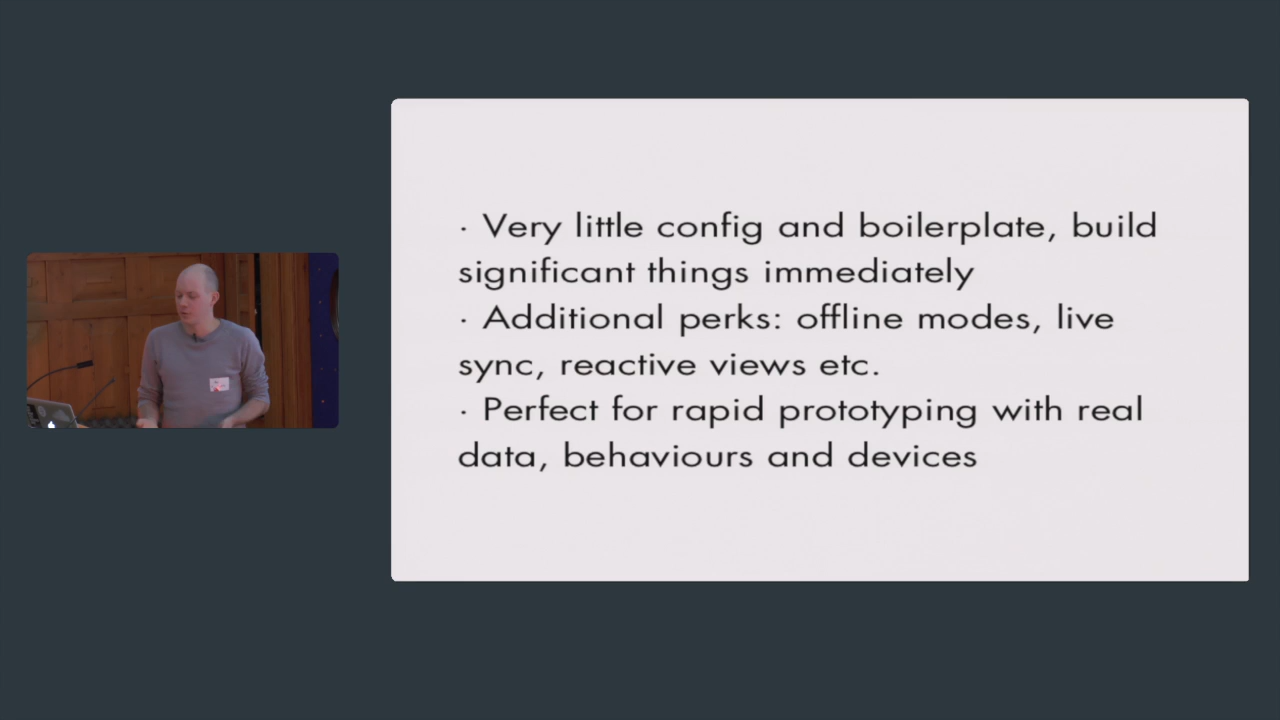 · Very little config and boilerplate, build
significant things immediately
· Additional perks: offline modes, live
sync, reactive views etc.
· Perfect for rapid prototyping with real
data, behaviours and devices